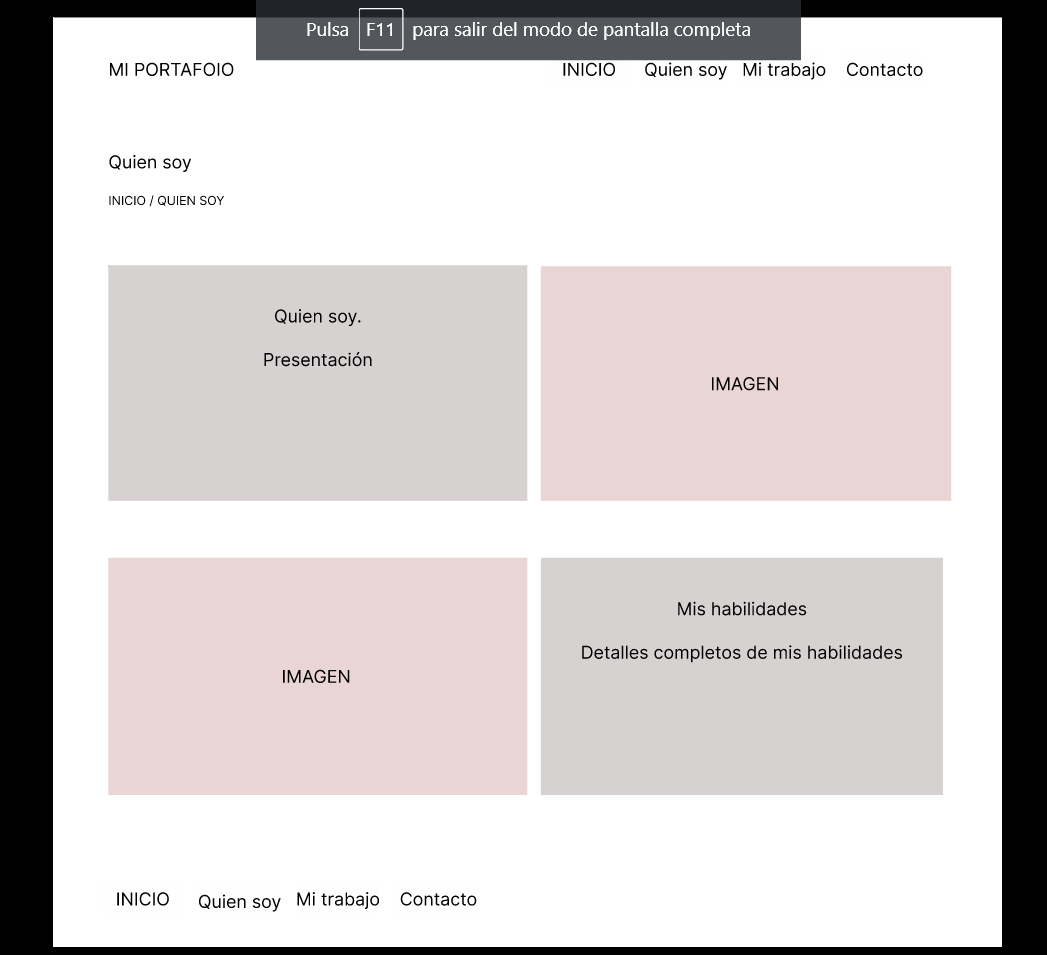 Pulsa F11 para salir del modo de pantalla completa
MI PORTAFOIO
INICIO Quien soy Mi trabajo Contacto
Quien soy
INICIO / QUIEN SOY
Quien soy.
Presentación
IMAGEN
IMAGEN
Mis habilidades
Detalles completos de mis habilidades
INICIO Quien soy Mi trabajo Contacto